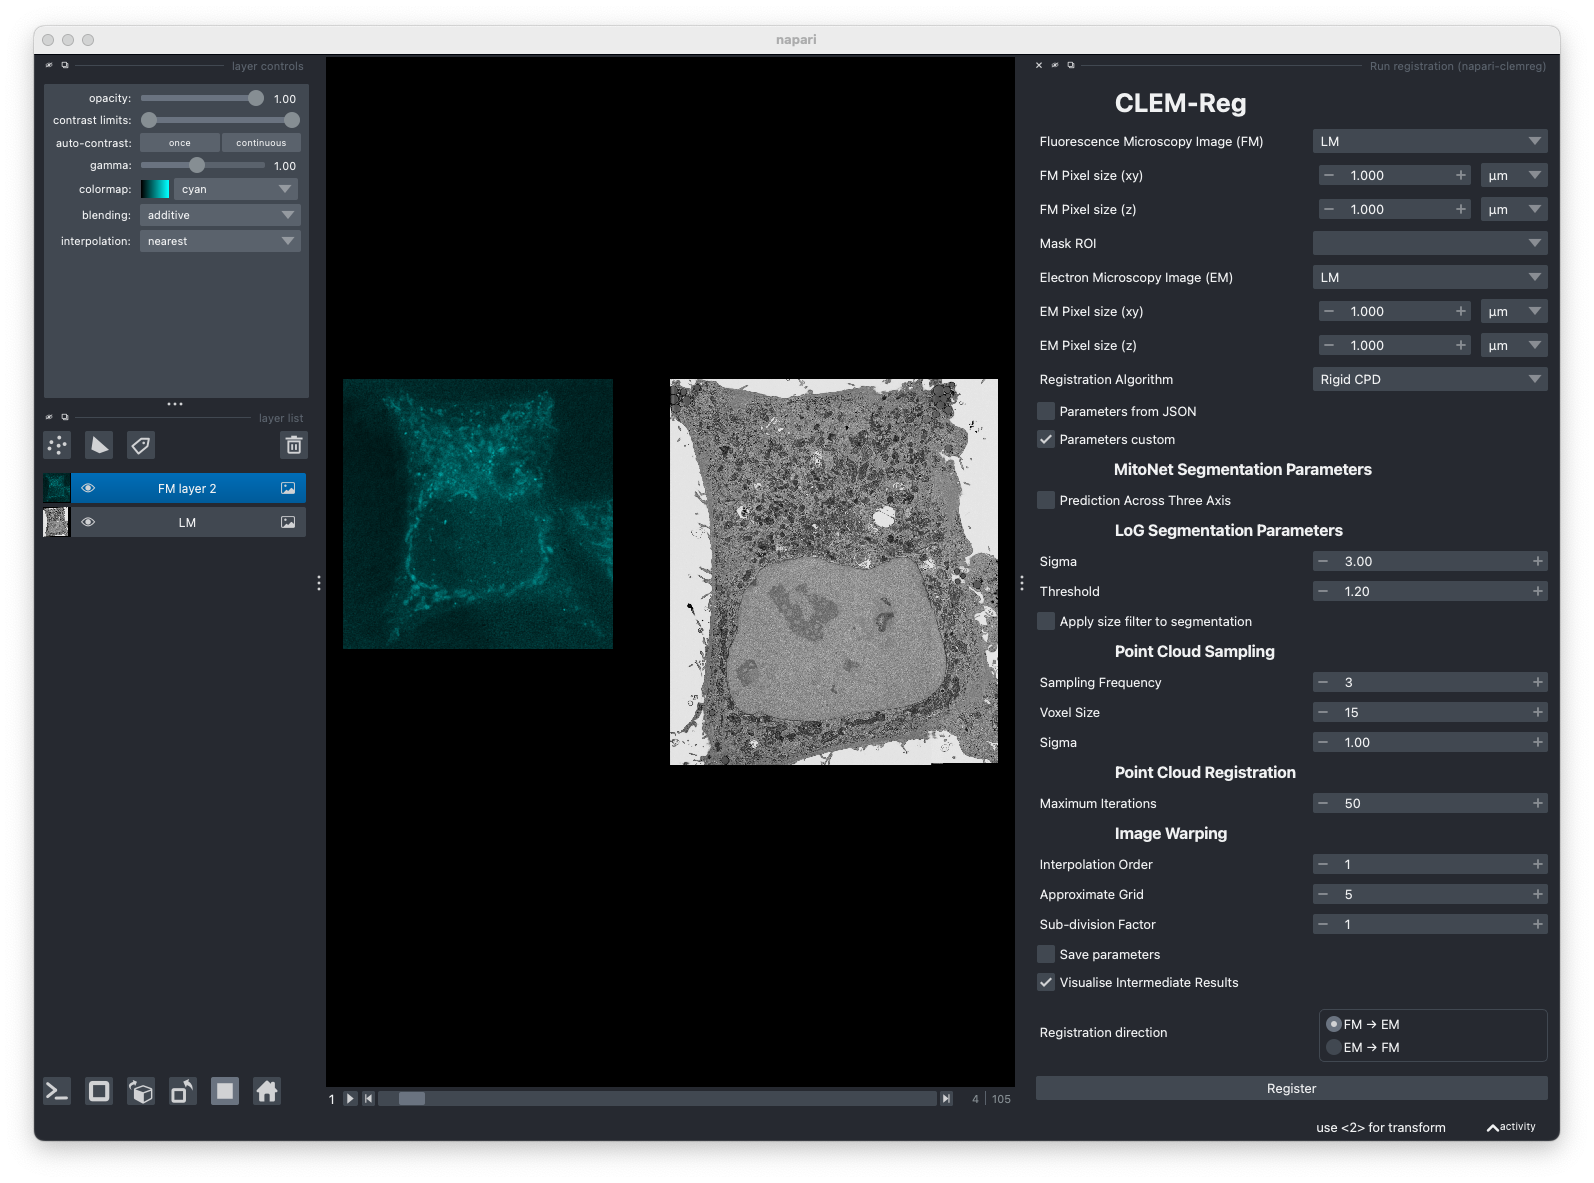 napari
layer controls
opacity: 1.00
contrast limits:
auto-contrast: once continuous
gamma: 1.00
colormap: cyan
blending: additive
interpolation: nearest
layer list
FM layer 2
LM
1 4 105
Run registration (napari-clemreg)
CLEM-Reg
Fluorescence Microscopy Image (FM) LM
FM Pixel size (xy) − 1.000 + µm
FM Pixel size (z) − 1.000 + µm
Mask ROI
Electron Microscopy Image (EM) LM
EM Pixel size (xy) − 1.000 + µm
EM Pixel size (z) − 1.000 + µm
Registration Algorithm Rigid CPD
Parameters from JSON
Parameters custom
MitoNet Segmentation Parameters
Prediction Across Three Axis
LoG Segmentation Parameters
Sigma − 3.00 +
Threshold − 1.20 +
Apply size filter to segmentation
Point Cloud Sampling
Sampling Frequency − 3 +
Voxel Size − 15 +
Sigma − 1.00 +
Point Cloud Registration
Maximum Iterations − 50 +
Image Warping
Interpolation Order − 1 +
Approximate Grid − 5 +
Sub-division Factor − 1 +
Save parameters
Visualise Intermediate Results
Registration direction
FM → EM
EM → FM
Register
use <2> for transform activity